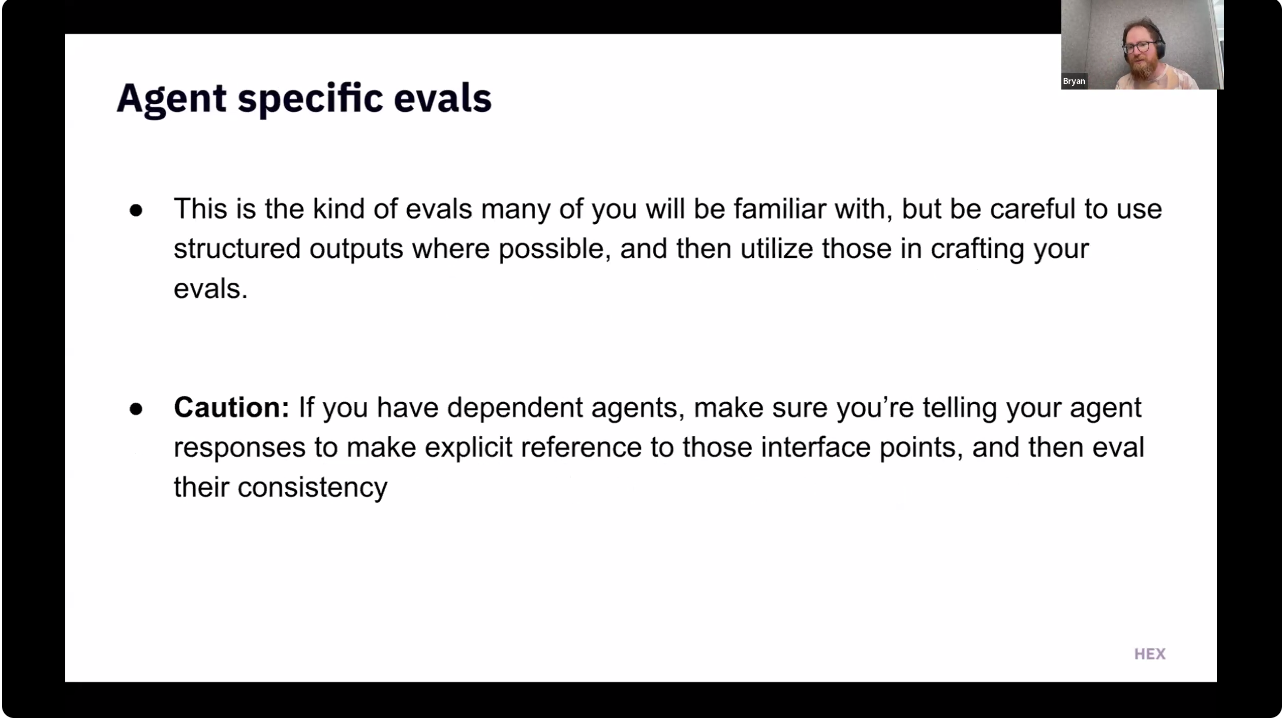 Bryan
Agent specific evals
● This is the kind of evals many of you will be familiar with, but be careful to use
structured outputs where possible, and then utilize those in crafting your
evals.
● Caution: If you have dependent agents, make sure you’re telling your agent
responses to make explicit reference to those interface points, and then eval
their consistency
HEX